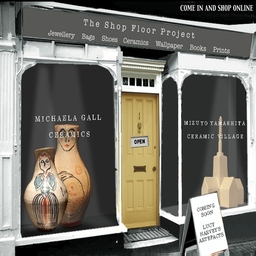 COME IN AND SHOP ONLINE
The Shop Floor Project
Jewellery Bags Shoes Ceramics Wallpaper Books Prints
MICHAELA GALL
CERAMICS
OPEN
MIZUYO YAMASHITA
CERAMIC VILLAGE
COMING
SOON
LUCY
HARVEY'S
ARTEFACTS